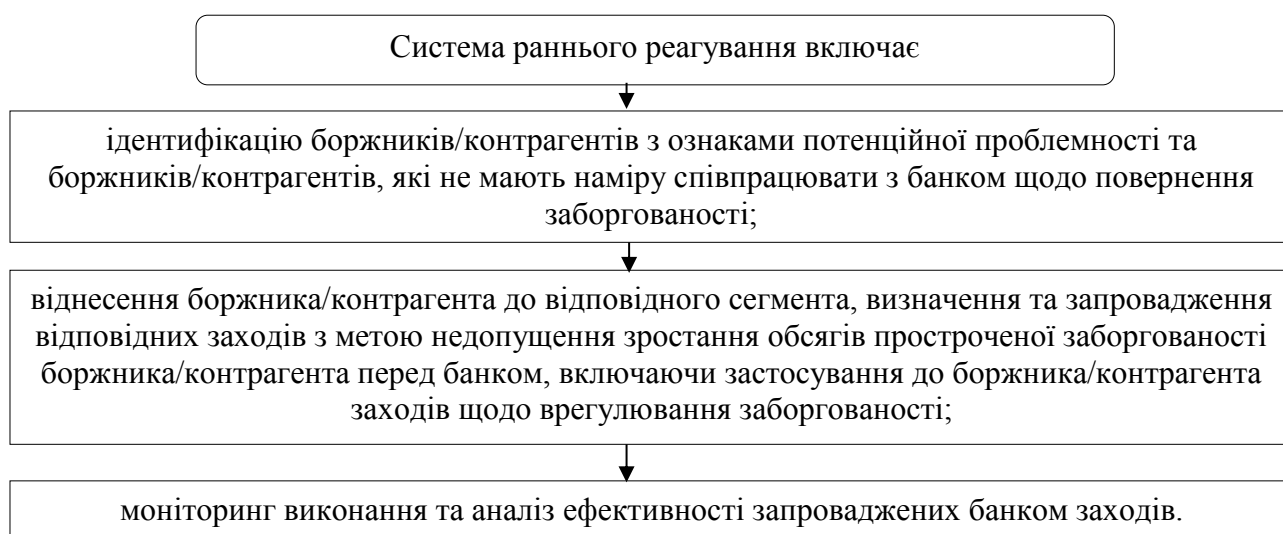 Система раннього реагування включає
ідентифікацію боржників/контрагентів з ознаками потенційної проблемності та
боржників/контрагентів, які не мають наміру співпрацювати з банком щодо повернення
заборгованості;
віднесення боржника/контрагента до відповідного сегмента, визначення та запровадження
відповідних заходів з метою недопущення зростання обсягів простроченої заборгованості
боржника/контрагента перед банком, включаючи застосування до боржника/контрагента
заходів щодо врегулювання заборгованості;
моніторинг виконання та аналіз ефективності запроваджених банком заходів.